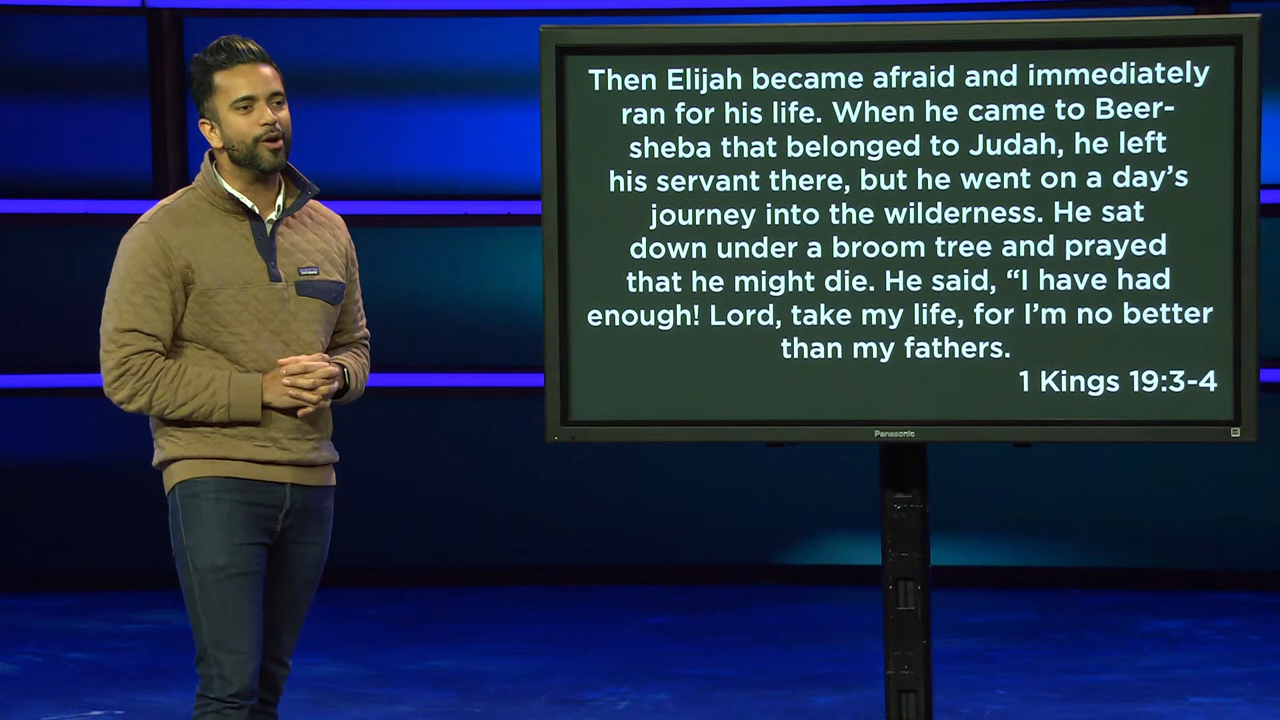 Then Elijah became afraid and immediately
ran for his life. When he came to Beer-
sheba that belonged to Judah, he left
his servant there, but he went on a day's
journey into the wilderness. He sat
down under a broom tree and prayed
that he might die. He said, “I have had
enough! Lord, take my life, for I'm no better
than my fathers.
1 Kings 19:3-4
Panasonic